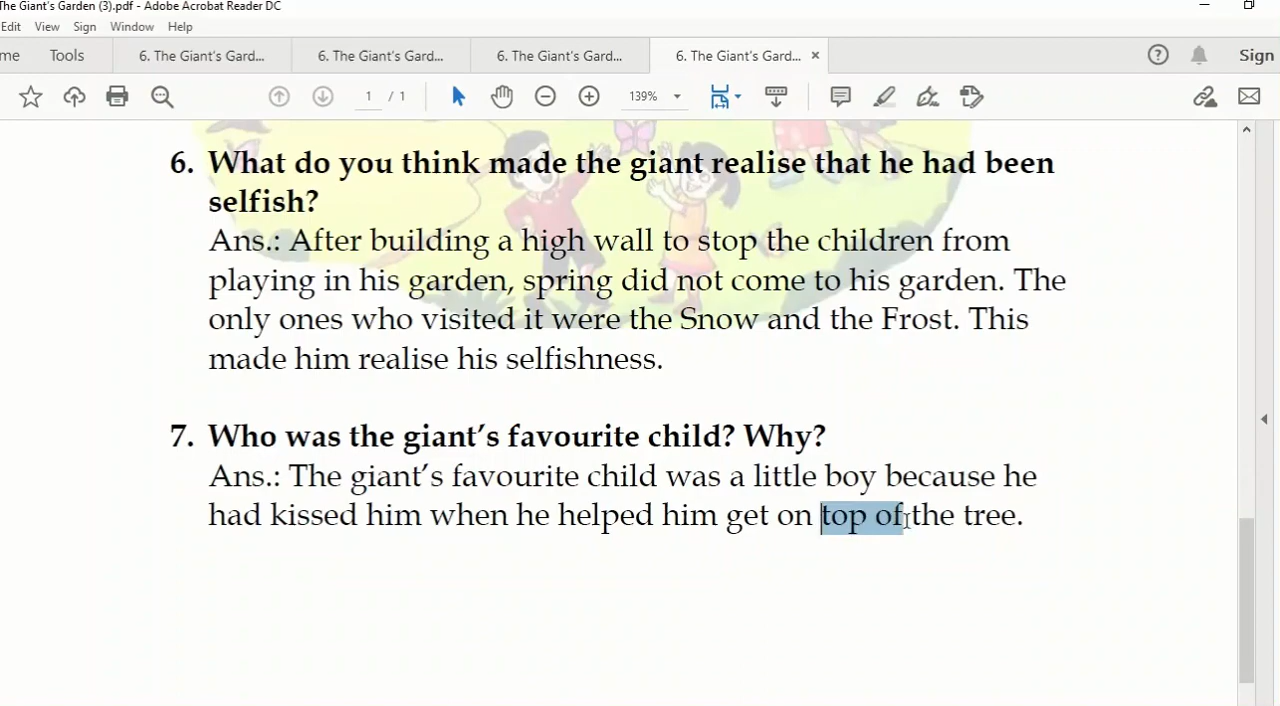 The Giant's Garden (3).pdf - Adobe Acrobat Reader DC
Edit View Sign Window Help
me Tools 6. The Giant's Gard... 6. The Giant's Gard... 6. The Giant's Gard... 6. The Giant's Gard... × Sign
1 / 1 139%
6. What do you think made the giant realise that he had been
selfish?
Ans.: After building a high wall to stop the children from
playing in his garden, spring did not come to his garden. The
only ones who visited it were the Snow and the Frost. This
made him realise his selfishness.
7. Who was the giant's favourite child? Why?
Ans.: The giant's favourite child was a little boy because he
had kissed him when he helped him get on top of the tree.